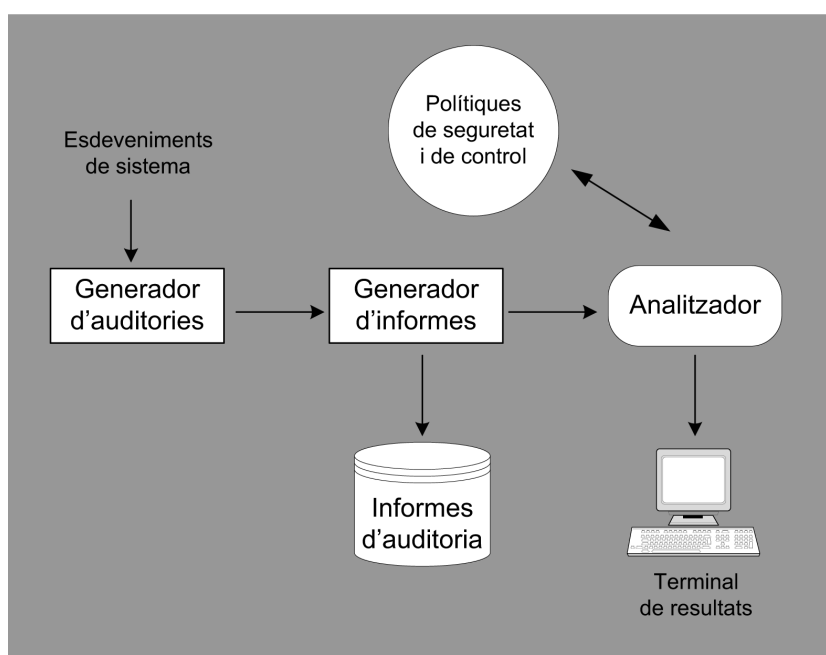 Polítiques
de seguretat
i de control
Esdeveniments
de sistema
Generador
d’auditories
Generador
d’informes
Analitzador
Informes
d’auditoria
Terminal
de resultats